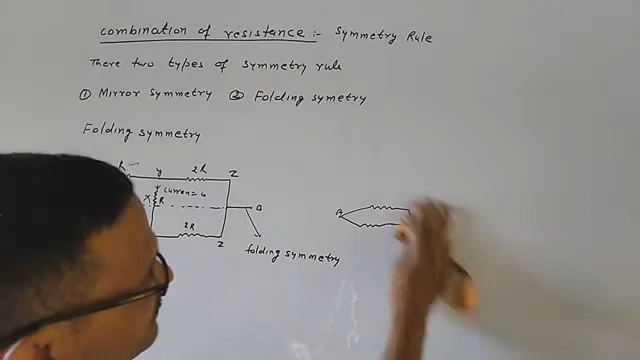 combination of resistance :- Symmetry Rule
There two types of symmetry rule
① Mirror symmetry ② Folding symetry
Folding symmetry
R y 2R Z
current = 0
X R B
2R
Z
folding symmetry
A